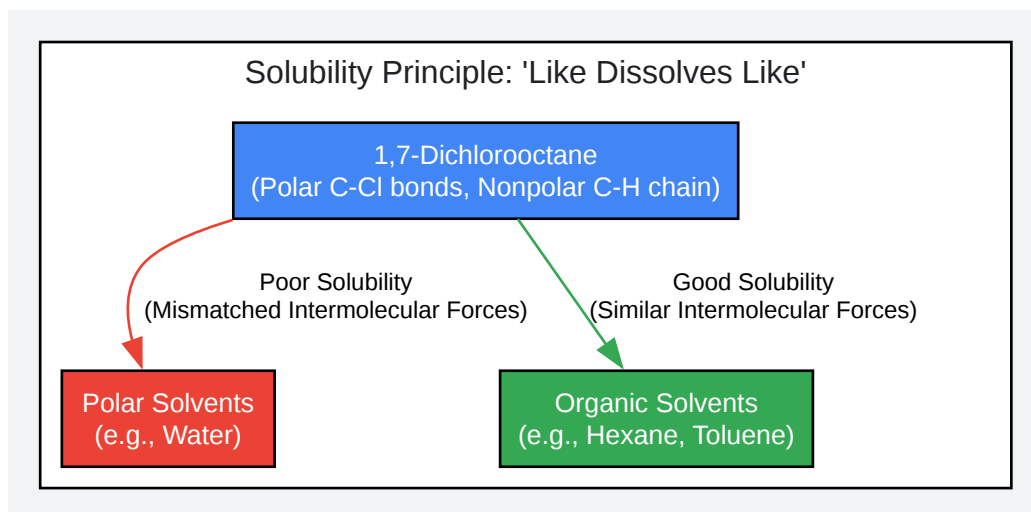 Solubility Principle: 'Like Dissolves Like'
1,7-Dichlorooctane
(Polar C-Cl bonds, Nonpolar C-H chain)
Poor Solubility
(Mismatched Intermolecular Forces)
Good Solubility
(Similar Intermolecular Forces)
Polar Solvents
(e.g., Water)
Organic Solvents
(e.g., Hexane, Toluene)